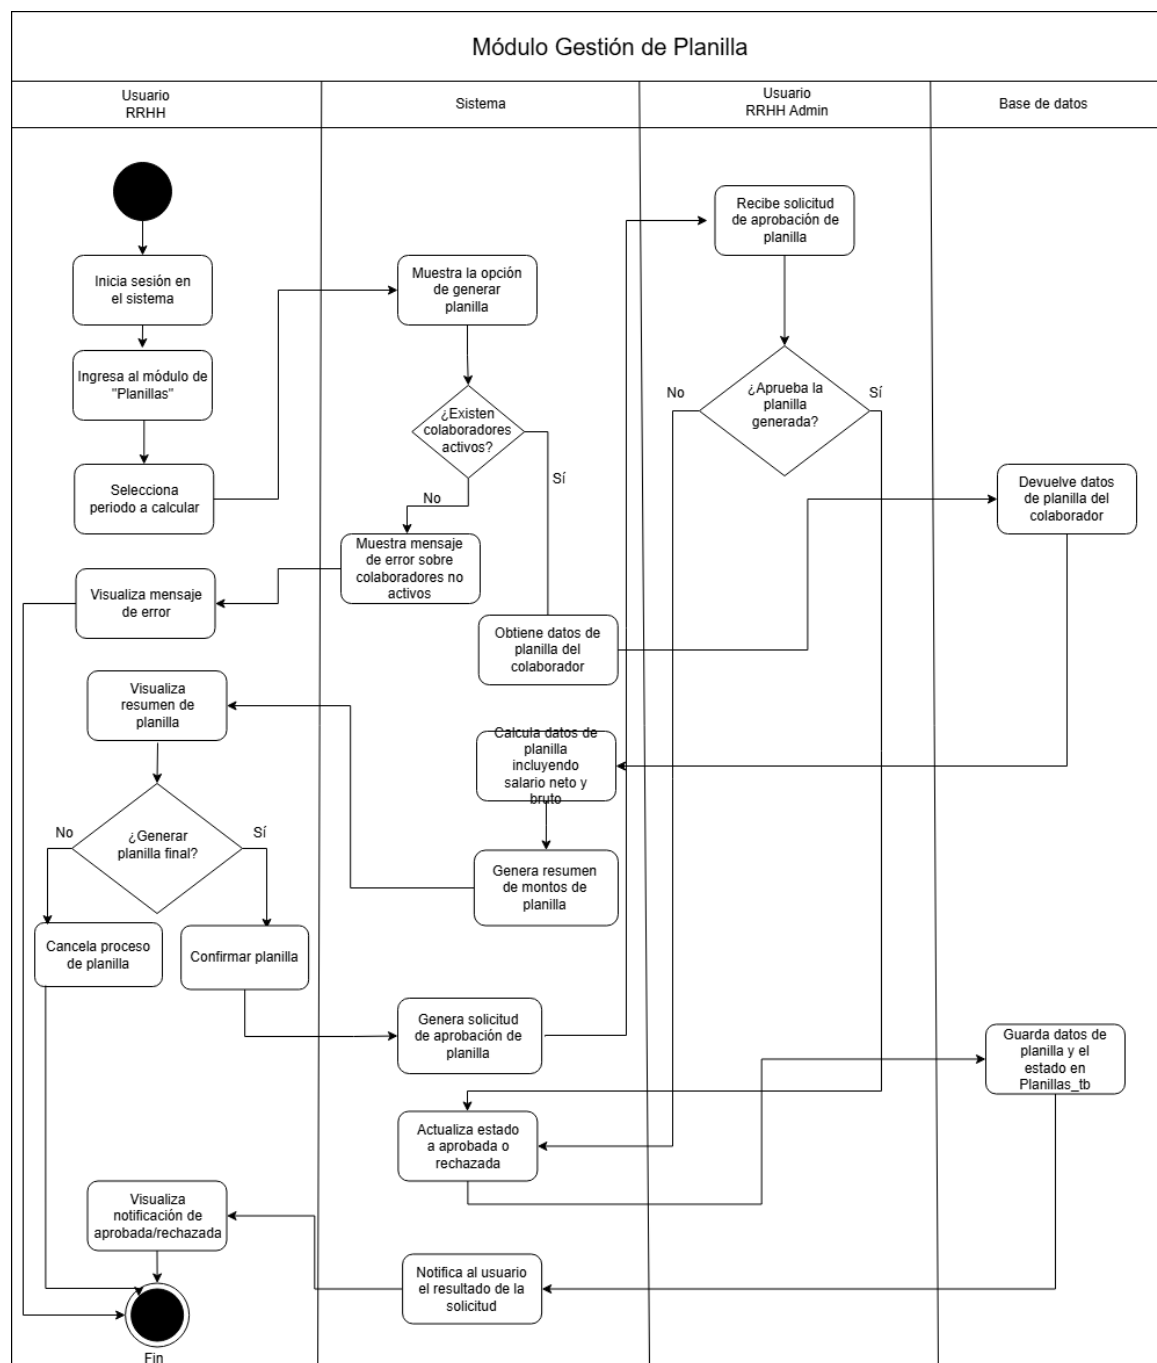 Módulo Gestión de Planilla
Usuario
RRHH
Sistema
Usuario
RRHH Admin
Base de datos
Recibe solicitud
de aprobación de
planilla
Inicia sesión en
el sistema
Muestra la opción
de generar
planilla
Ingresa al módulo de
"Planillas"
¿Existen
colaboradores
activos?
No
¿Aprueba la
planilla
generada?
Sí
Selecciona
periodo a calcular
No
Sí
Devuelve datos
de planilla del
colaborador
Muestra mensaje
de error sobre
colaboradores no
activos
Visualiza mensaje
de error
Obtiene datos de
planilla del
colaborador
Visualiza
resumen de
planilla
Calcula datos de
planilla
incluyendo
salario neto y
bruto
No
¿Generar
planilla final?
Sí
Genera resumen
de montos de
planilla
Cancela proceso
de planilla
Confirmar planilla
Genera solicitud
de aprobación de
planilla
Guarda datos de
planilla y el
estado en
Planillas_tb
Actualiza estado
a aprobada o
rechazada
Visualiza
notificación de
aprobada/rechazada
Notifica al usuario
el resultado de la
solicitud
Fin